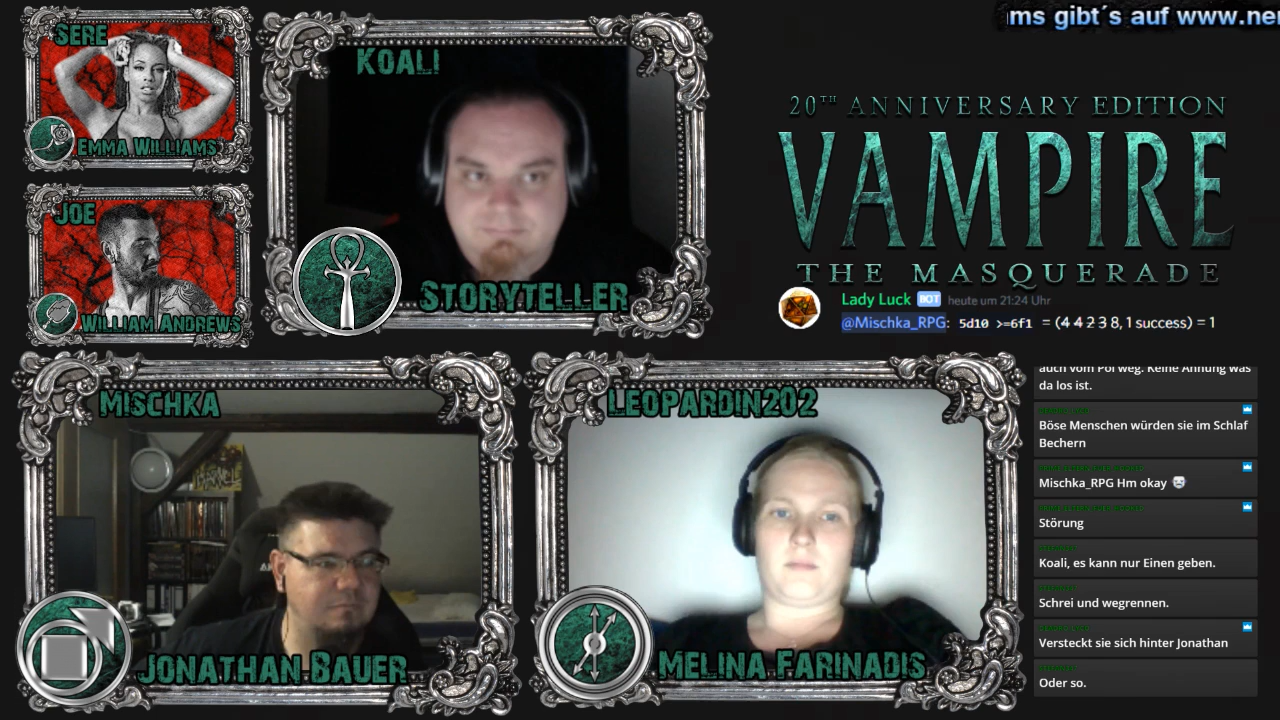 ms gibt´s auf www.ne
SERE
EMMA WILLIAMS
JOE
WILLIAM ANDREWS
KOALI
STORYTELLER
20TH ANNIVERSARY EDITION
VAMPIRE
THE MASQUERADE
Lady Luck BOT heute um 21:24 Uhr
@Mischka_RPG: 5d10 >=6f1 = (4 4 2 3 8, 1 success) = 1
MISCHKA
JONATHAN BAUER
LEOPARDIN202
MELINA FARINADIS
auch vom Pol weg. Keine Ahnung was
da los ist.
Böse Menschen würden sie im Schlaf
Bechern
Mischka_RPG Hm okay
Störung
Koali, es kann nur Einen geben.
Schrei und wegrennen.
Versteckt sie sich hinter Jonathan
Oder so.